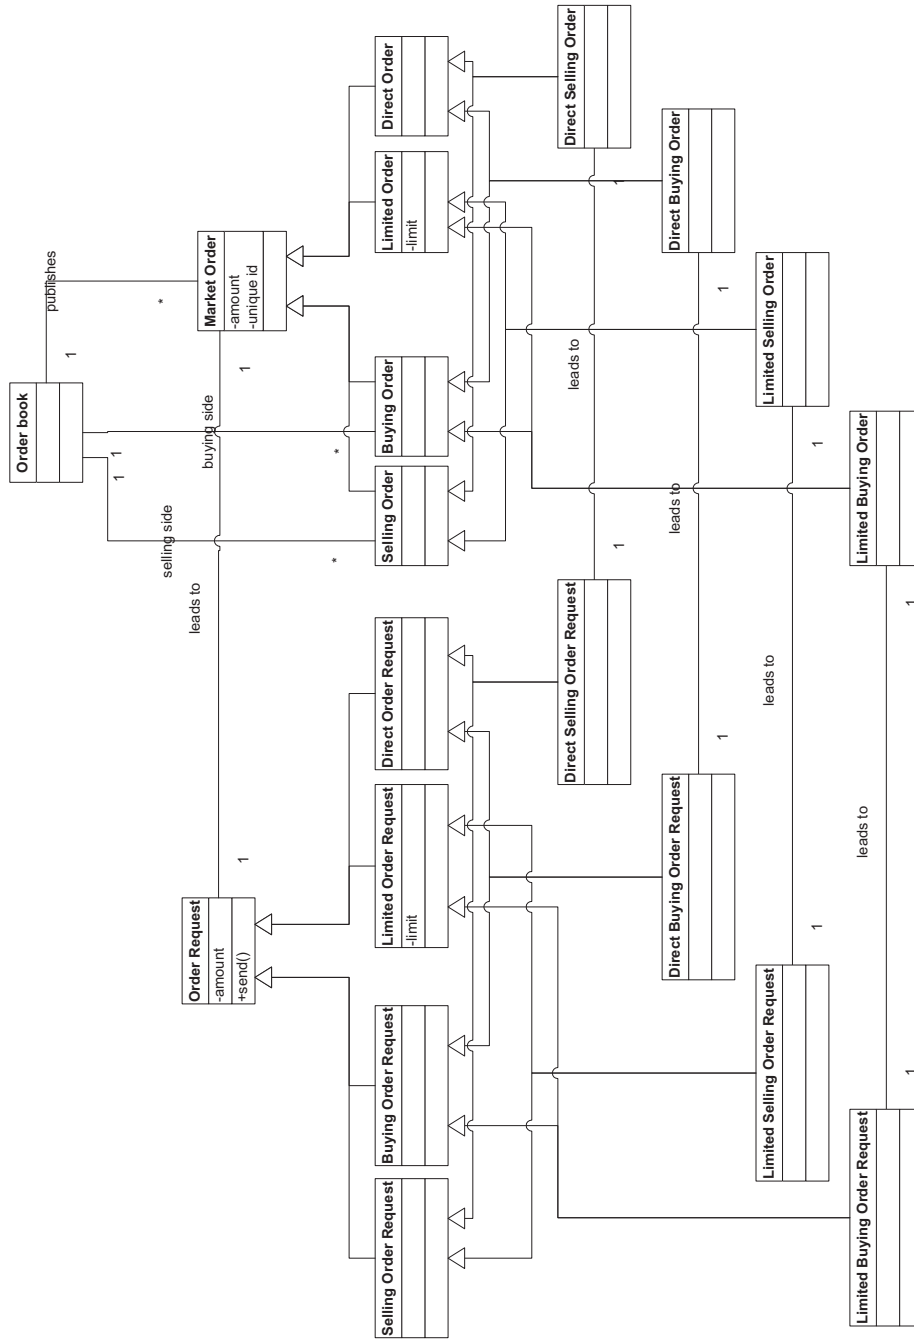 Order book
publishes
1
*
1
buying side
*
1
selling side
*
Order Request
-amount
+send()
1
leads to
1
Market Order
-amount
-unique id
Selling Order Request
Buying Order Request
Limited Order Request
-limit
Direct Order Request
Selling Order
Buying Order
Limited Order
-limit
Direct Order
Direct Selling Order Request
1
leads to
1
Direct Selling Order
Direct Buying Order Request
1
leads to
1
Direct Buying Order
Limited Selling Order Request
1
leads to
1
Limited Selling Order
Limited Buying Order Request
1
leads to
1
Limited Buying Order